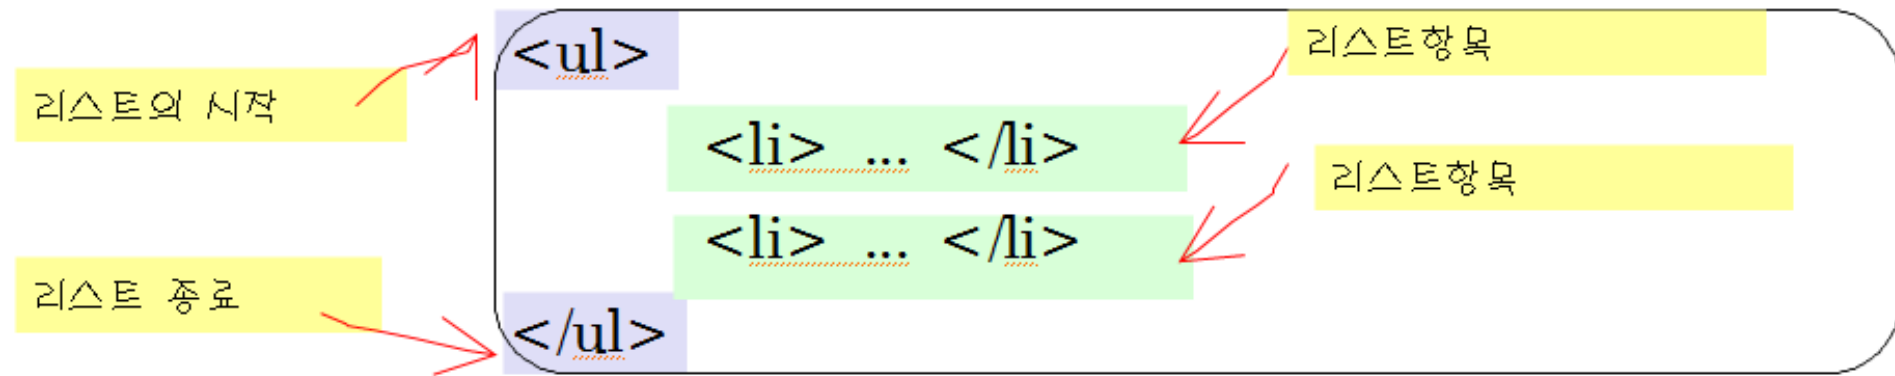 <ul>
리스트항목
리스트의 시작
<li> ... </li>
리스트항목
<li> ... </li>
리스트 종료
</ul>